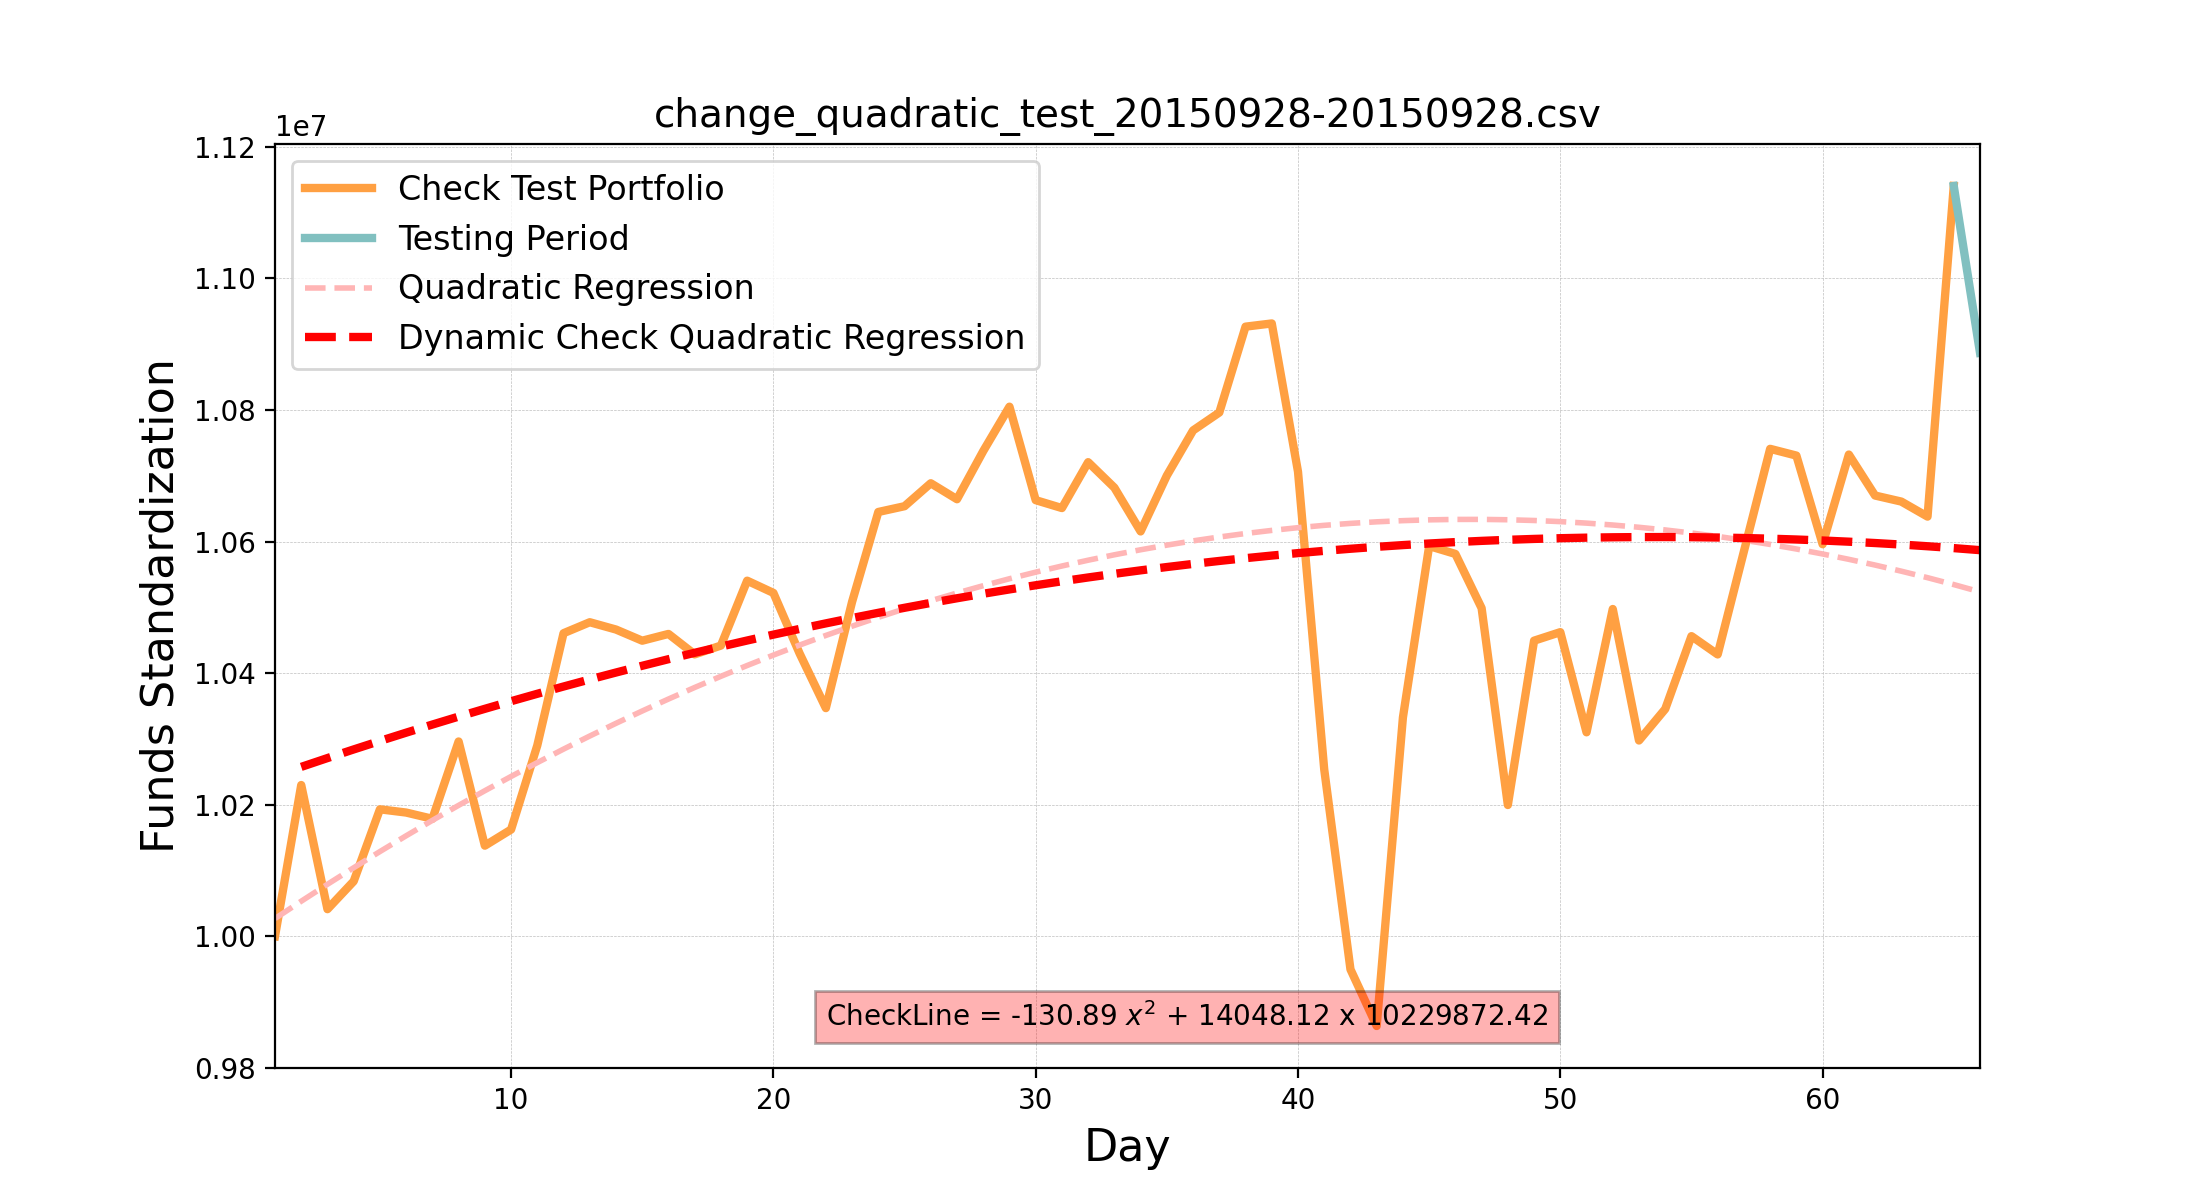 change_quadratic_test_20150928-20150928.csv
1e7
1.12
1.10
1.08
1.06
1.04
1.02
1.00
0.98
Funds Standardization
Check Test Portfolio
Testing Period
Quadratic Regression
Dynamic Check Quadratic Regression
CheckLine = -130.89 x² + 14048.12 x 10229872.42
10 20 30 40 50 60
Day